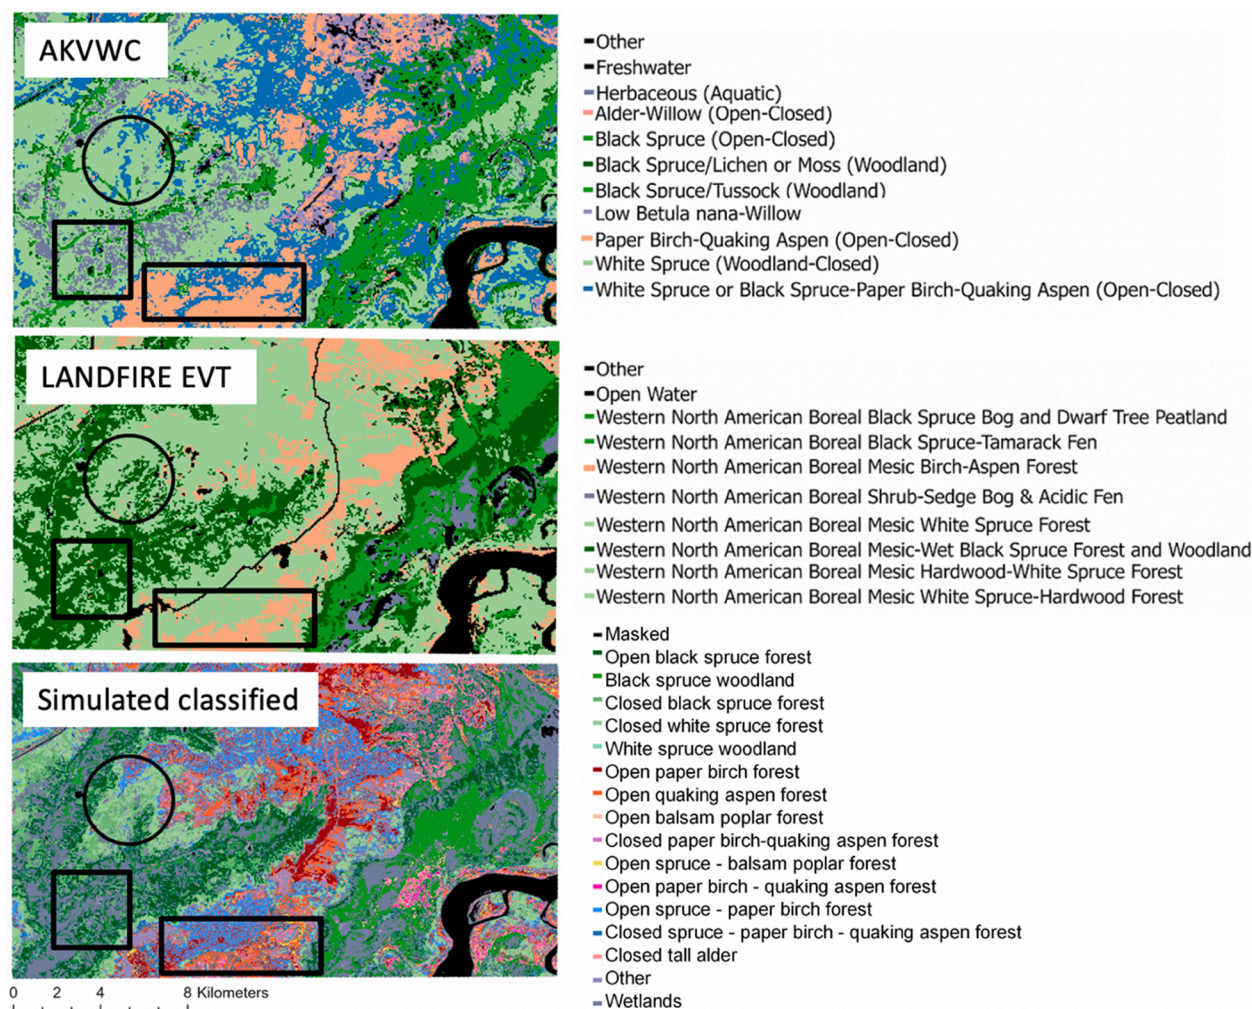 AKVWC
Other
Freshwater
Herbaceous (Aquatic)
Alder-Willow (Open-Closed)
Black Spruce (Open-Closed)
Black Spruce/Lichen or Moss (Woodland)
Black Spruce/Tussock (Woodland)
Low Betula nana-Willow
Paper Birch-Quaking Aspen (Open-Closed)
White Spruce (Woodland-Closed)
White Spruce or Black Spruce-Paper Birch-Quaking Aspen (Open-Closed)
LANDFIRE EVT
Other
Open Water
Western North American Boreal Black Spruce Bog and Dwarf Tree Peatland
Western North American Boreal Black Spruce-Tamarack Fen
Western North American Boreal Mesic Birch-Aspen Forest
Western North American Boreal Shrub-Sedge Bog & Acidic Fen
Western North American Boreal Mesic White Spruce Forest
Western North American Boreal Mesic-Wet Black Spruce Forest and Woodland
Western North American Boreal Mesic Hardwood-White Spruce Forest
Western North American Boreal Mesic White Spruce-Hardwood Forest
Simulated classified
Masked
Open black spruce forest
Black spruce woodland
Closed black spruce forest
Closed white spruce forest
White spruce woodland
Open paper birch forest
Open quaking aspen forest
Open balsam poplar forest
Closed paper birch-quaking aspen forest
Open spruce - balsam poplar forest
Open paper birch - quaking aspen forest
Open spruce - paper birch forest
Closed spruce - paper birch - quaking aspen forest
Closed tall alder
Other
Wetlands
0 2 4 8 Kilometers